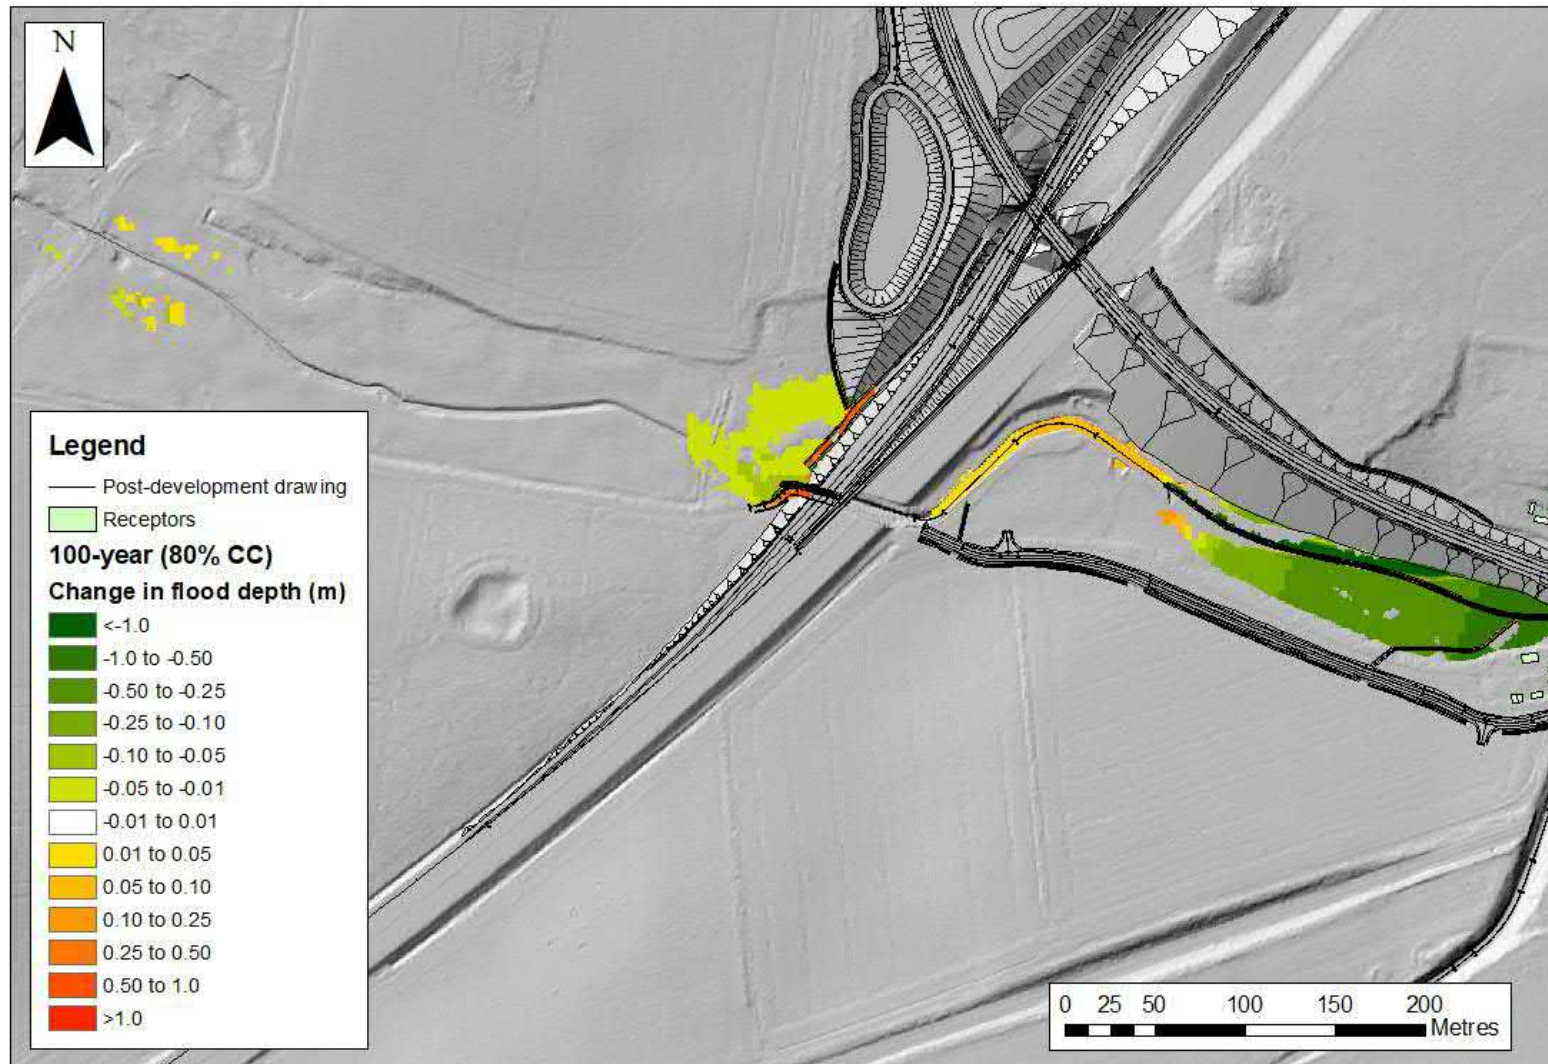 N
Legend
Post-development drawing
Receptors
100-year (80% CC)
Change in flood depth (m)
<-1.0
-1.0 to -0.50
-0.50 to -0.25
-0.25 to -0.10
-0.10 to -0.05
-0.05 to -0.01
-0.01 to 0.01
0.01 to 0.05
0.05 to 0.10
0.10 to 0.25
0.25 to 0.50
0.50 to 1.0
>1.0
0 25 50 100 150 200
Metres